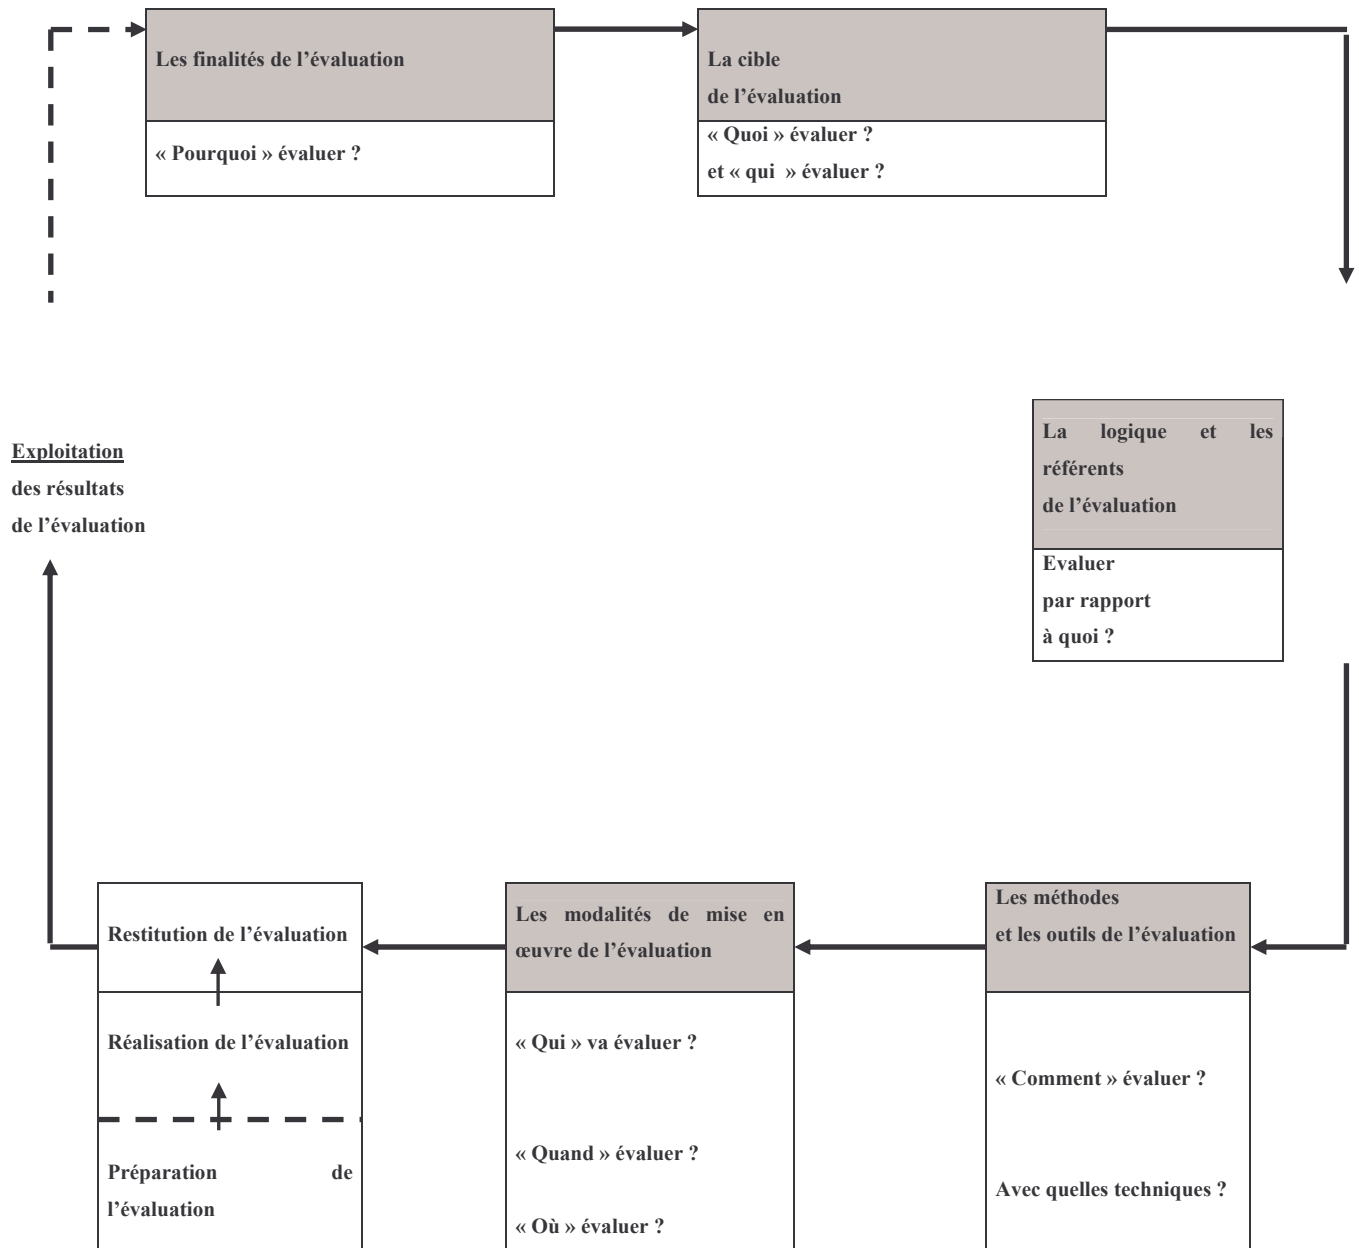 Les finalités de l’évaluation
« Pourquoi » évaluer ?
La cible
de l’évaluation
« Quoi » évaluer ?
et « qui » évaluer ?
La logique et les
référents
de l’évaluation
Evaluer
par rapport
à quoi ?
Les méthodes
et les outils de l’évaluation
« Comment » évaluer ?
Avec quelles techniques ?
Les modalités de mise en
œuvre de l’évaluation
« Qui » va évaluer ?
« Quand » évaluer ?
« Où » évaluer ?
Restitution de l’évaluation
Réalisation de l’évaluation
Préparation de
l’évaluation
Exploitation
des résultats
de l’évaluation